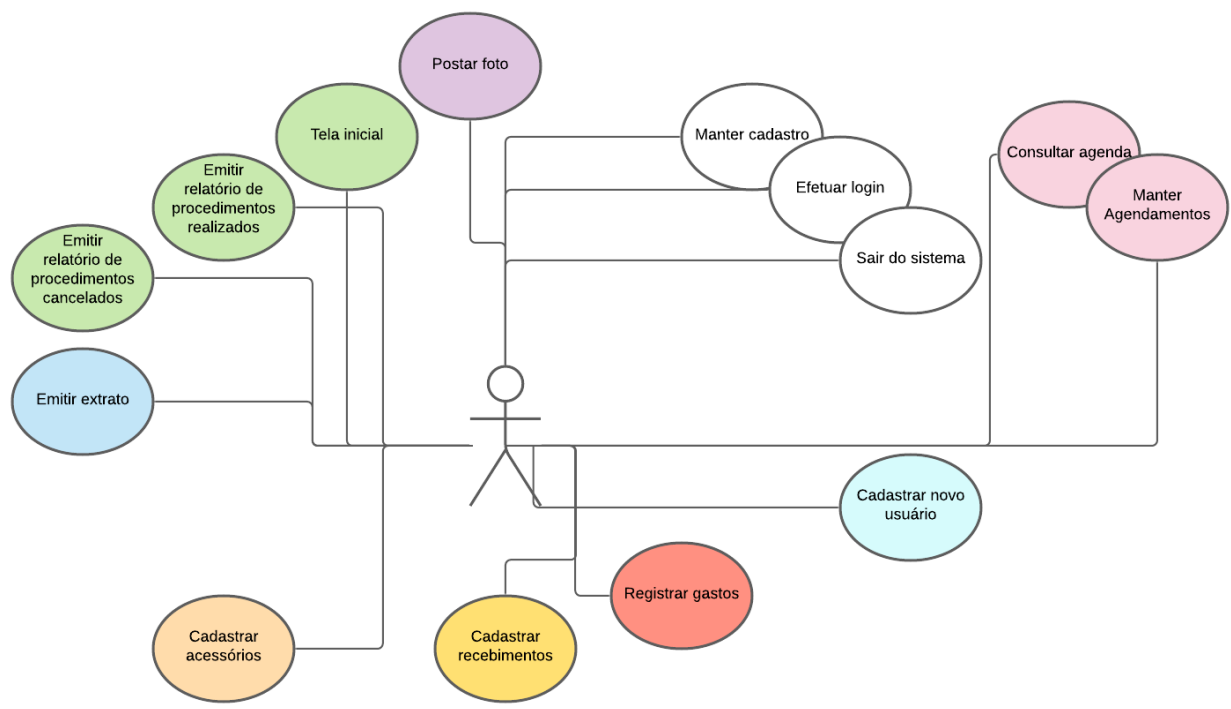 Postar foto
Tela inicial
Manter cadastro
Consultar agenda
Emitir
relatório de
procedimentos
realizados
Efetuar login
Manter
Agendamentos
Emitir
relatório de
procedimentos
cancelados
Sair do sistema
Emitir extrato
Cadastrar novo
usuário
Registrar gastos
Cadastrar
acessórios
Cadastrar
recebimentos